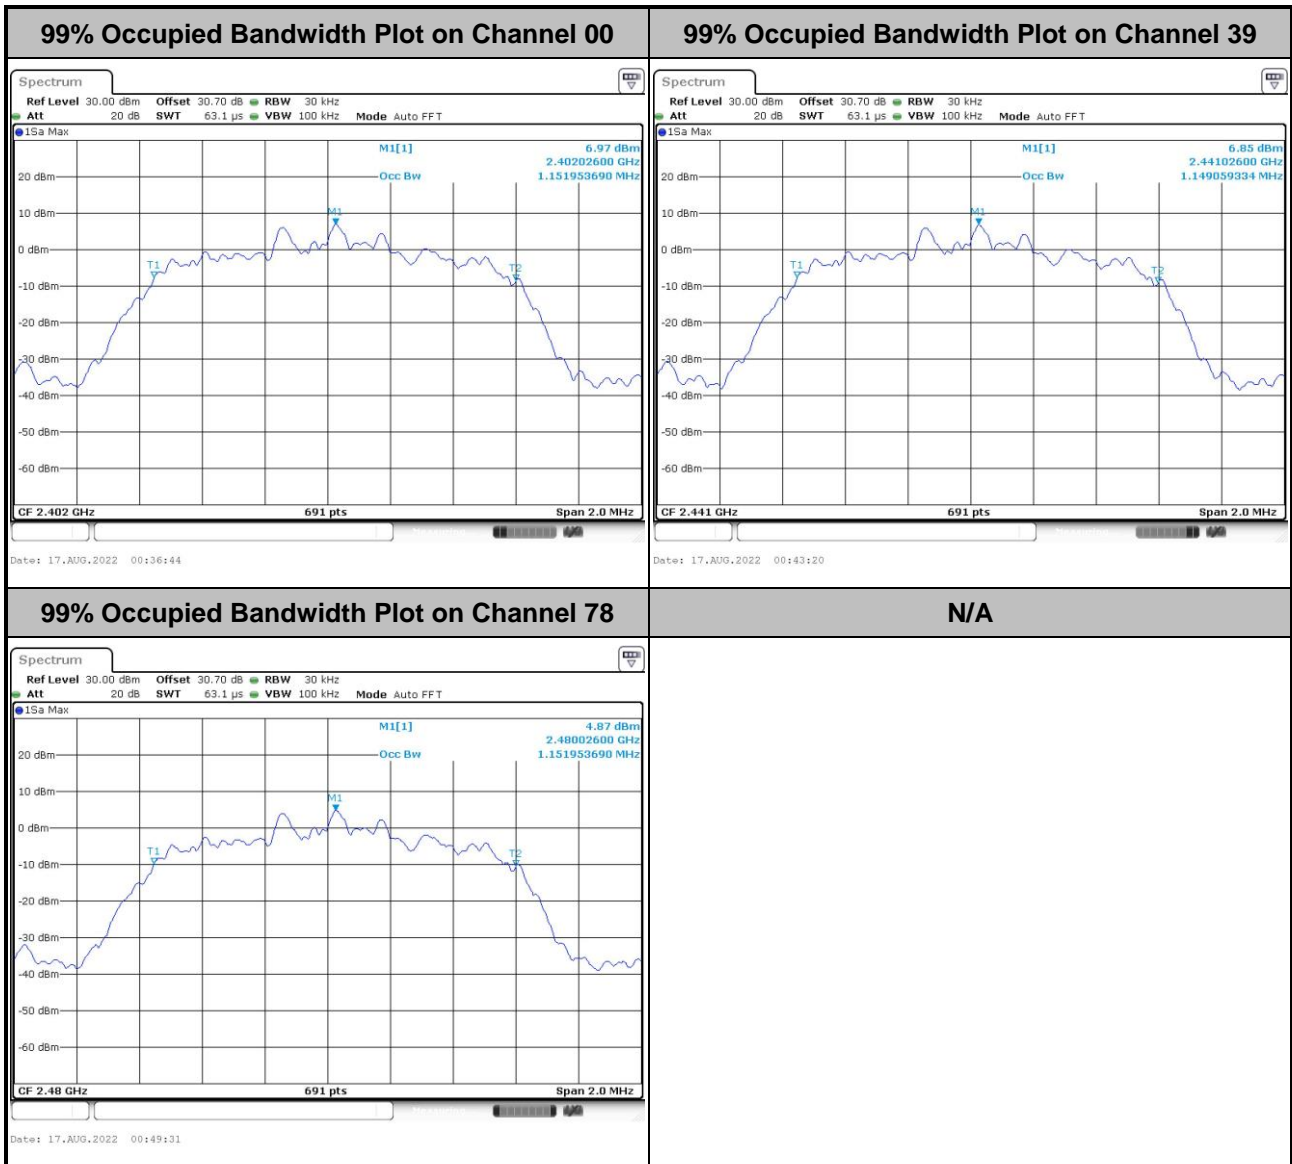 99% Occupied Bandwidth Plot on Channel 00
Spectrum
Ref Level 30.00 dBm Offset 30.70 dB RBW 30 kHz
Att 20 dB SWT 63.1 µs VBW 100 kHz Mode Auto FFT
1Sa Max
M1[1] 6.97 dBm
2.40202600 GHz
Occ Bw 1.151953690 MHz
20 dBm
10 dBm
M1
0 dBm
T1
T2
-10 dBm
-20 dBm
-30 dBm
-40 dBm
-50 dBm
-60 dBm
CF 2.402 GHz 691 pts Span 2.0 MHz
Date: 17.AUG.2022 00:36:44
99% Occupied Bandwidth Plot on Channel 39
Spectrum
Ref Level 30.00 dBm Offset 30.70 dB RBW 30 kHz
Att 20 dB SWT 63.1 µs VBW 100 kHz Mode Auto FFT
1Sa Max
M1[1] 6.85 dBm
2.44102600 GHz
Occ Bw 1.149059334 MHz
20 dBm
10 dBm
M1
0 dBm
T1
T2
-10 dBm
-20 dBm
-30 dBm
-40 dBm
-50 dBm
-60 dBm
CF 2.441 GHz 691 pts Span 2.0 MHz
Date: 17.AUG.2022 00:43:20
99% Occupied Bandwidth Plot on Channel 78
Spectrum
Ref Level 30.00 dBm Offset 30.70 dB RBW 30 kHz
Att 20 dB SWT 63.1 µs VBW 100 kHz Mode Auto FFT
1Sa Max
M1[1] 4.87 dBm
2.48002600 GHz
Occ Bw 1.151953690 MHz
20 dBm
10 dBm
M1
0 dBm
T1
T2
-10 dBm
-20 dBm
-30 dBm
-40 dBm
-50 dBm
-60 dBm
CF 2.48 GHz 691 pts Span 2.0 MHz
Date: 17.AUG.2022 00:49:31
N/A